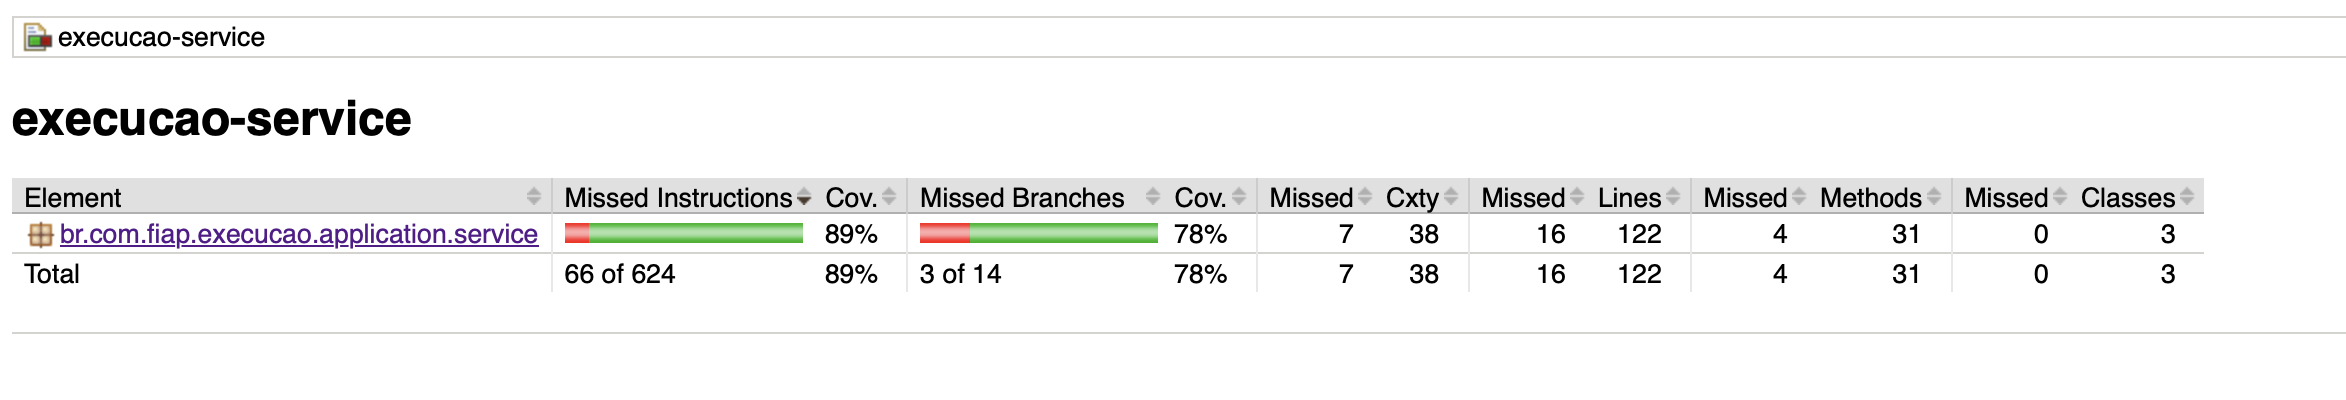 execucao-service
execucao-service
Element Missed Instructions Cov. Missed Branches Cov. Missed Cxty Missed Lines Missed Methods Missed Classes
br.com.fiap.execucao.application.service 89% 78% 7 38 16 122 4 31 0 3
Total 66 of 624 89% 3 of 14 78% 7 38 16 122 4 31 0 3